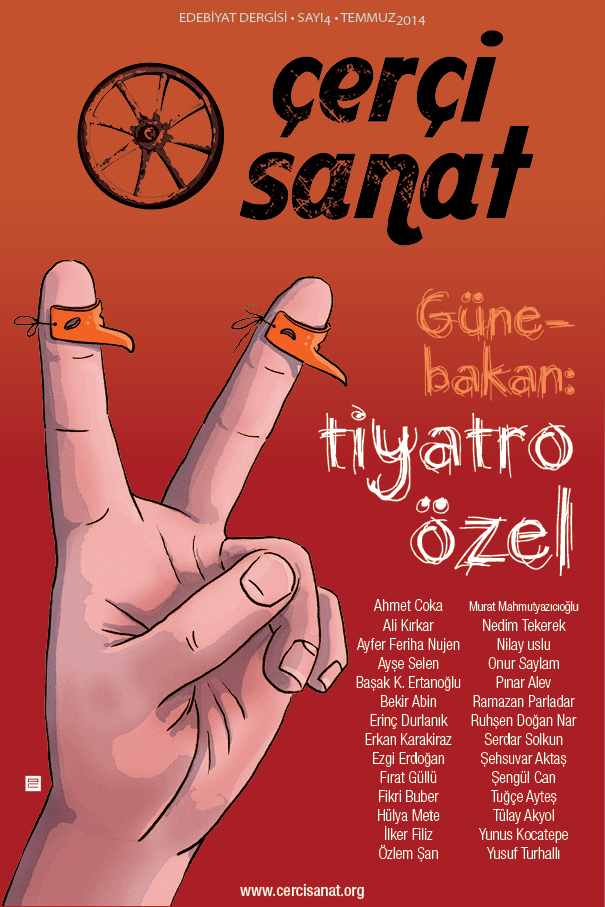 EDEBİYAT DERGİSİ • SAYI4 • TEMMUZ2014
çerçi
sanat
Güne-
bakan:
tiyatro
özel
Ahmet Coka
Ali Kırkar
Ayfer Feriha Nujen
Ayşe Selen
Başak K. Ertanoğlu
Bekir Abin
Erinç Durlanık
Erkan Karakiraz
Ezgi Erdoğan
Fırat Güllü
Fikri Buber
Hülya Mete
İlker Filiz
Özlem Şan
Murat Mahmutyazıcıoğlu
Nedim Tekerek
Nilay uslu
Onur Saylam
Pınar Alev
Ramazan Parladar
Ruhşen Doğan Nar
Serdar Solkun
Şehsuvar Aktaş
Şengül Can
Tuğçe Ayteş
Tülay Akyol
Yunus Kocatepe
Yusuf Turhallı
www.cercisanat.org